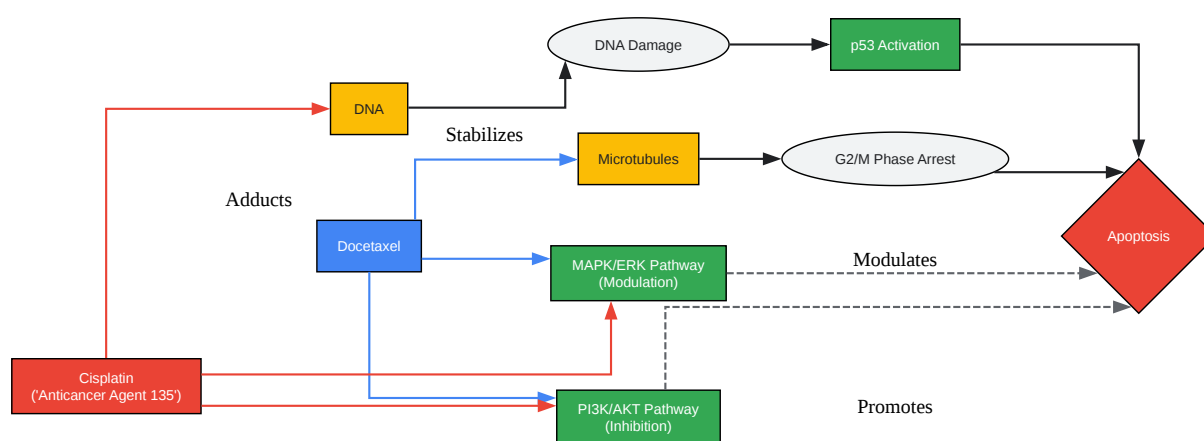 DNA Damage
p53 Activation
DNA
Stabilizes
Microtubules
G2/M Phase Arrest
Adducts
Docetaxel
Apoptosis
MAPK/ERK Pathway
(Modulation)
Modulates
Cisplatin
('Anticancer Agent 135')
PI3K/AKT Pathway
(Inhibition)
Promotes